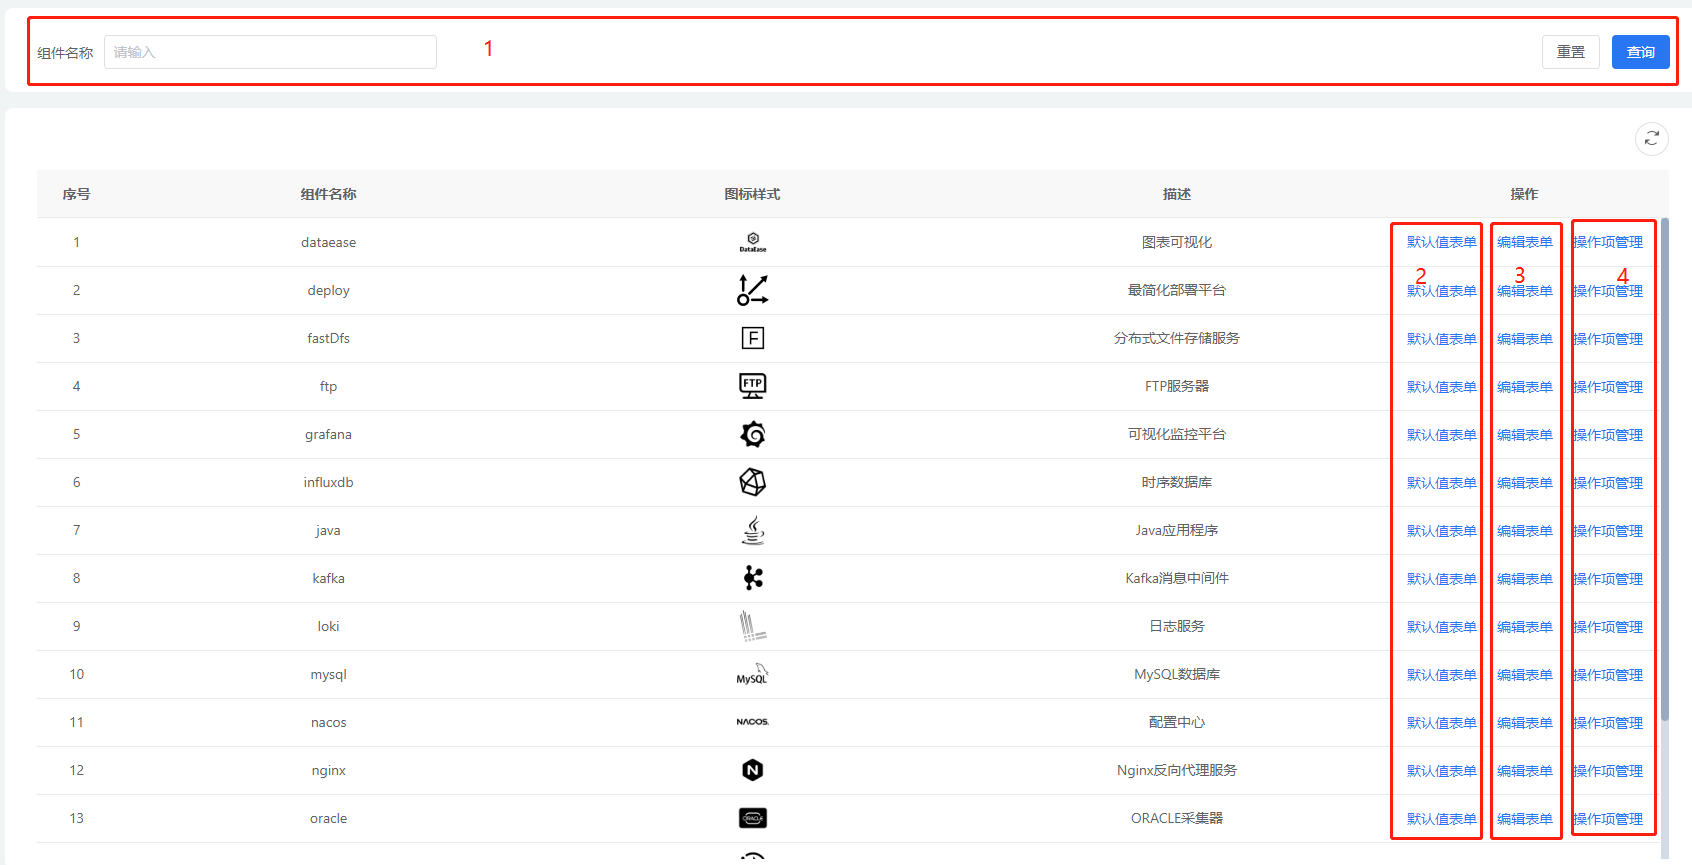 组件名称 请输入 1 重置 查询
序号 组件名称 图标样式 描述 操作
1 dataease DataEase 图表可视化 默认值表单 编辑表单 操作项管理
2 3 4
2 deploy 最简化部署平台 默认值表单 编辑表单 操作项管理
3 fastDfs F 分布式文件存储服务 默认值表单 编辑表单 操作项管理
4 ftp FTP FTP服务器 默认值表单 编辑表单 操作项管理
5 grafana 可视化监控平台 默认值表单 编辑表单 操作项管理
6 influxdb 时序数据库 默认值表单 编辑表单 操作项管理
7 java Java应用程序 默认值表单 编辑表单 操作项管理
8 kafka Kafka消息中间件 默认值表单 编辑表单 操作项管理
9 loki 日志服务 默认值表单 编辑表单 操作项管理
10 mysql MySQL MySQL数据库 默认值表单 编辑表单 操作项管理
11 nacos NACOS. 配置中心 默认值表单 编辑表单 操作项管理
12 nginx N Nginx反向代理服务 默认值表单 编辑表单 操作项管理
13 oracle ORACLE ORACLE采集器 默认值表单 编辑表单 操作项管理